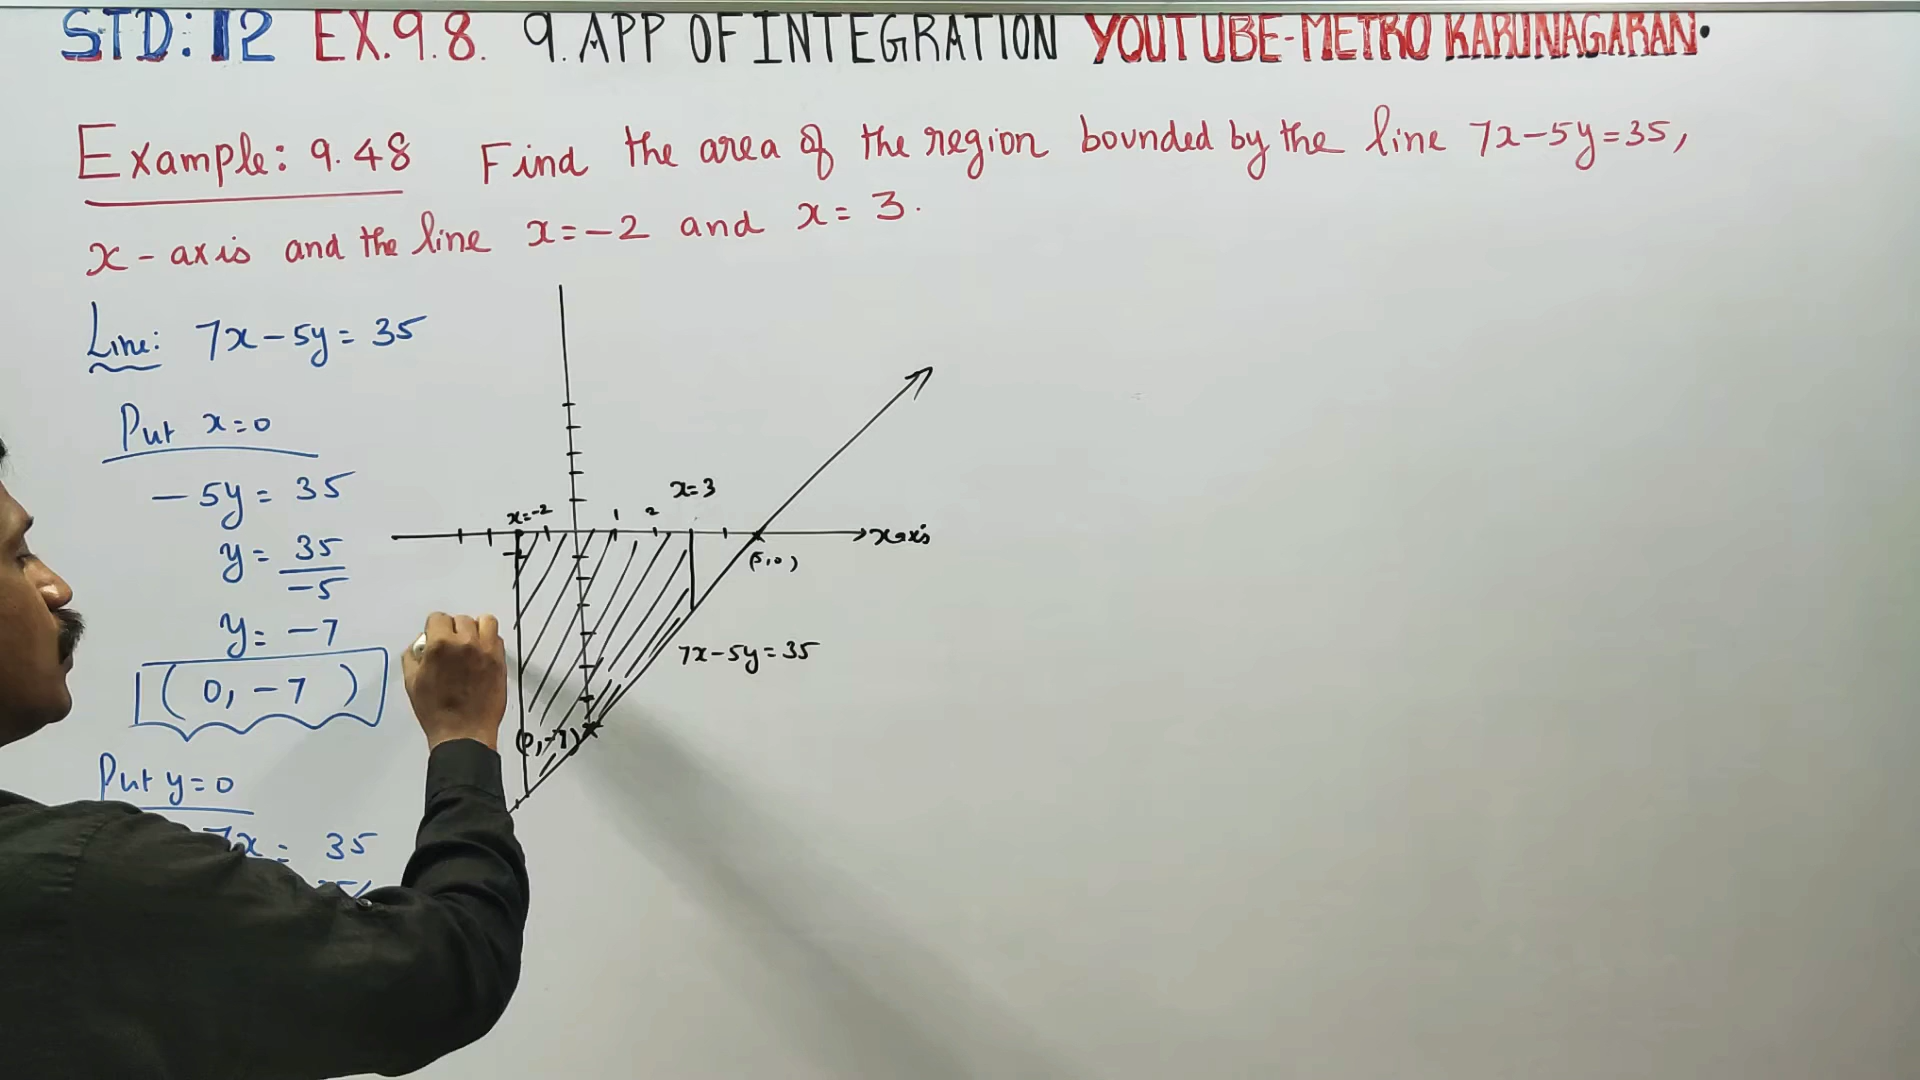 STD: 12 EX.9.8. 9. APP OF INTEGRATION YOUTUBE-METRO KARUNAGARAN.
Example: 9.48 Find the area of the region bounded by the line 7x-5y=35,
x-axis and the line x=-2 and x=3.
Line: 7x-5y=35
Put x=0
-5y=35
y=35/-5
y=-7
(0,-7)
Put y=0
7x=35
x=-2
1
2
x=3
x-axis
(5,0)
7x-5y=35
(0,-7)